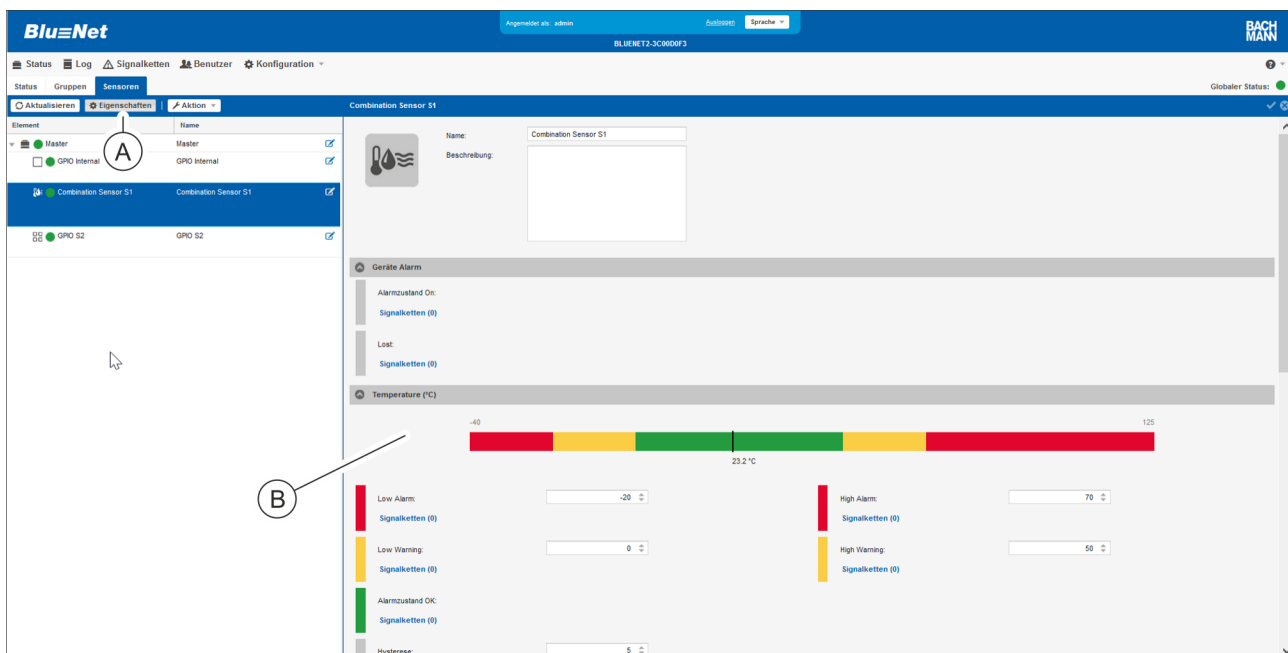 Blu≡Net
Angemeldet als: admin Ausloggen Sprache
BLUENET2-3C00D0F3
BACH
MANN
Status Log Signalketten Benutzer Konfiguration
Status Gruppen Sensoren
Globaler Status:
Aktualisieren Eigenschaften Aktion
Combination Sensor S1
Element Name
Master Master
GPIO Internal GPIO Internal
Combination Sensor S1 Combination Sensor S1
GPIO S2 GPIO S2
A
Name: Combination Sensor S1
Beschreibung:
Geräte Alarm
Alarmzustand On:
Signalketten (0)
Lost:
Signalketten (0)
Temperature (°C)
-40 125
23.2 °C
B
Low Alarm: -20 High Alarm: 70
Signalketten (0) Signalketten (0)
Low Warning: 0 High Warning: 50
Signalketten (0) Signalketten (0)
Alarmzustand OK:
Signalketten (0)
Hysterese: 5